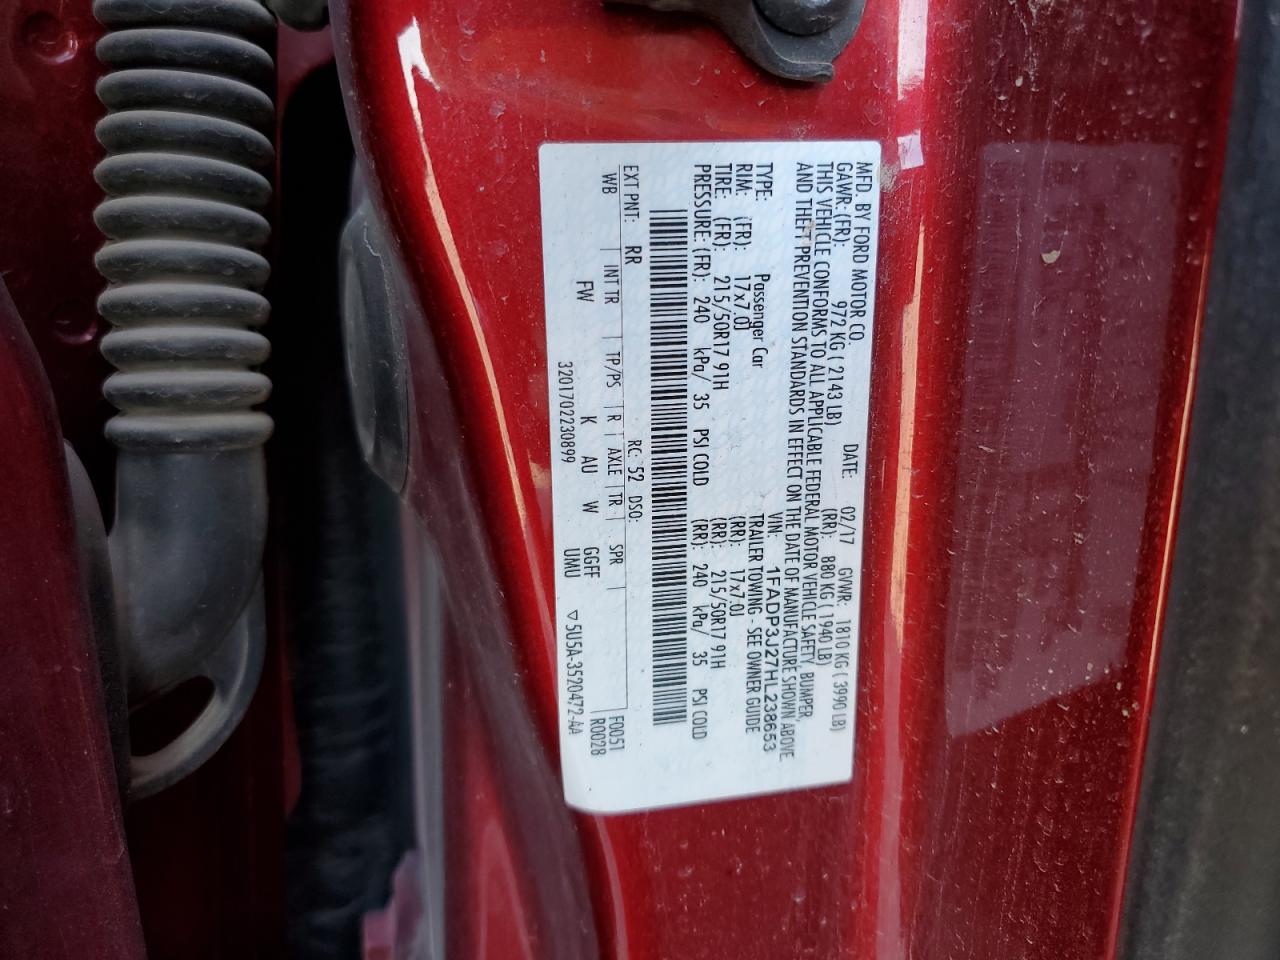 MFD. BY FORD MOTOR CO. DATE: 02/17 GVWR: 1810 KG ( 3990 LB)
GAWR: (FR): 972 KG ( 2143 LB) (RR): 880 KG ( 1940 LB)
THIS VEHICLE CONFORMS TO ALL APPLICABLE FEDERAL MOTOR VEHICLE SAFETY, BUMPER,
AND THEFT PREVENTION STANDARDS IN EFFECT ON THE DATE OF MANUFACTURE SHOWN ABOVE.
VIN: 1FADP3J27HL238653
TYPE: Passenger Car TRAILER TOWING - SEE OWNER GUIDE
RIM: (FR): 17x7.0J (RR): 17x7.0J
TIRE: (FR): 215/50R17 91H (RR): 215/50R17 91H
PRESSURE: (FR): 240 kPa/ 35 PSI COLD (RR): 240 kPa/ 35 PSI COLD
EXT PNT: RR RC: 52 DSO: F0051
WB INT TR TP/PS R AXLE TR SPR R0028
FW K AU W GGFF
3201702230899 UMU ▽5U5A-3520472-AA